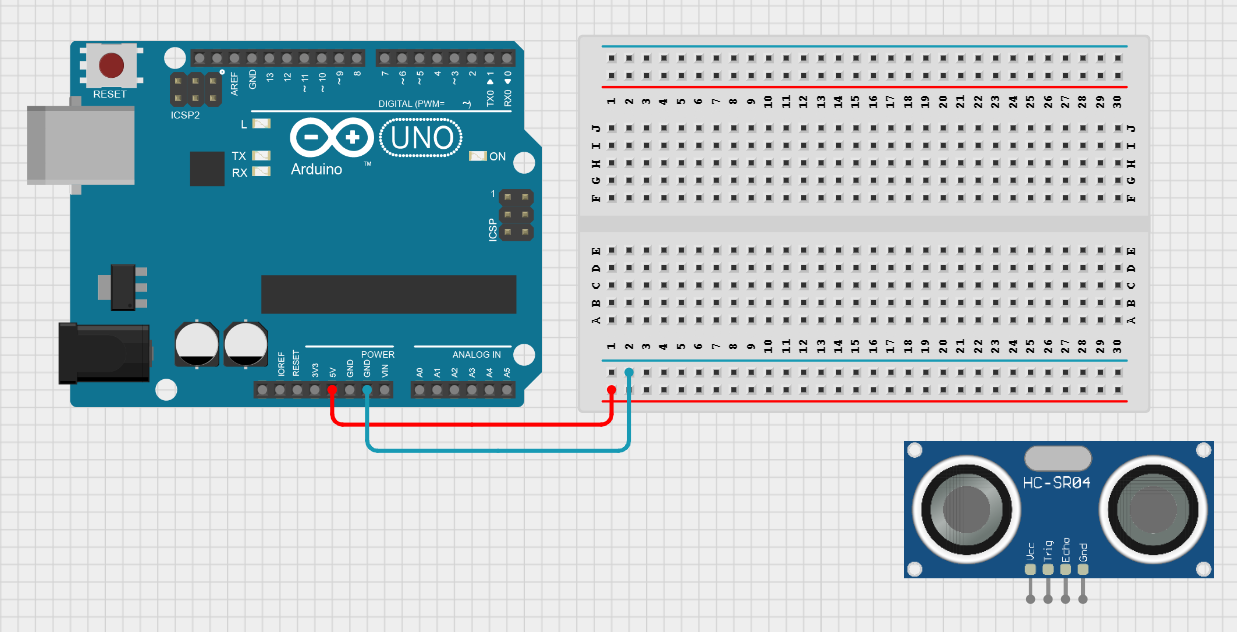 RESET
ICSP2
AREF
GND
13
12
~11
~10
~9
8
7
~6
~5
4
~3
2
TX0 ▶ 1
RX0 ◀ 0
DIGITAL (PWM= ~)
L
TX
RX
Arduino
™
UNO
ON
1
ICSP
IOREF
RESET
3V3
5V
GND
GND
VIN
POWER
A0
A1
A2
A3
A4
A5
ANALOG IN
1 2 3 4 5 6 7 8 9 10 11 12 13 14 15 16 17 18 19 20 21 22 23 24 25 26 27 28 29 30
J J
I I
H H
G G
F F
E E
D D
C C
B B
A A
1 2 3 4 5 6 7 8 9 10 11 12 13 14 15 16 17 18 19 20 21 22 23 24 25 26 27 28 29 30
HC-SR04
Vcc
Trig
Echo
Gnd